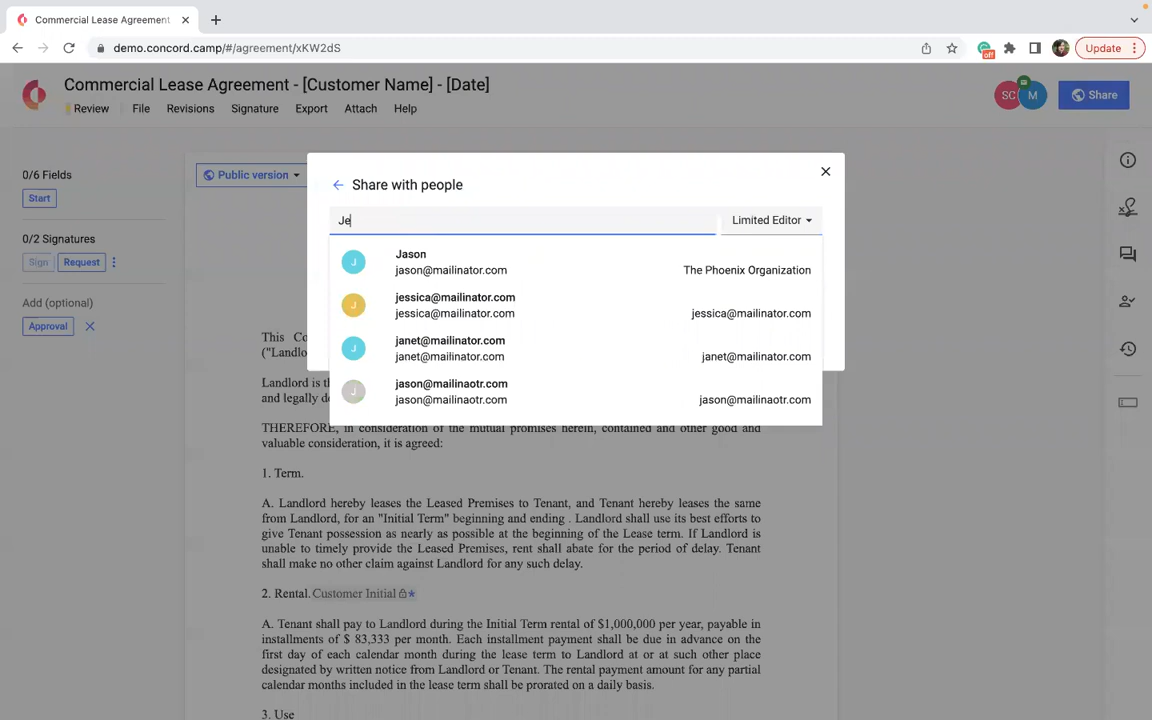 Commercial Lease Agreement
demo.concord.camp/#/agreement/xKW2dS
off
Update
Commercial Lease Agreement - [Customer Name] - [Date]
Review File Revisions Signature Export Attach Help
SC M Share
0/6 Fields
Start
0/2 Signatures
Sign Request
Add (optional)
Approval
Public version
Share with people
Je
Limited Editor
J
Jason
jason@mailinator.com
The Phoenix Organization
J
jessica@mailinator.com
jessica@mailinator.com
jessica@mailinator.com
J
janet@mailinator.com
janet@mailinator.com
janet@mailinator.com
J
jason@mailinaotr.com
jason@mailinaotr.com
jason@mailinaotr.com
This Co
("Landlo
Landlord is th
and legally de
THEREFORE, in consideration of the mutual promises herein, contained and other good and
valuable consideration, it is agreed:
1. Term.
A. Landlord hereby leases the Leased Premises to Tenant, and Tenant hereby leases the same
from Landlord, for an "Initial Term" beginning and ending . Landlord shall use its best efforts to
give Tenant possession as nearly as possible at the beginning of the Lease term. If Landlord is
unable to timely provide the Leased Premises, rent shall abate for the period of delay. Tenant
shall make no other claim against Landlord for any such delay.
2. Rental. Customer Initial *
A. Tenant shall pay to Landlord during the Initial Term rental of $1,000,000 per year, payable in
installments of $ 83,333 per month. Each installment payment shall be due in advance on the
first day of each calendar month during the lease term to Landlord at or at such other place
designated by written notice from Landlord or Tenant. The rental payment amount for any partial
calendar months included in the lease term shall be prorated on a daily basis.
3. Use